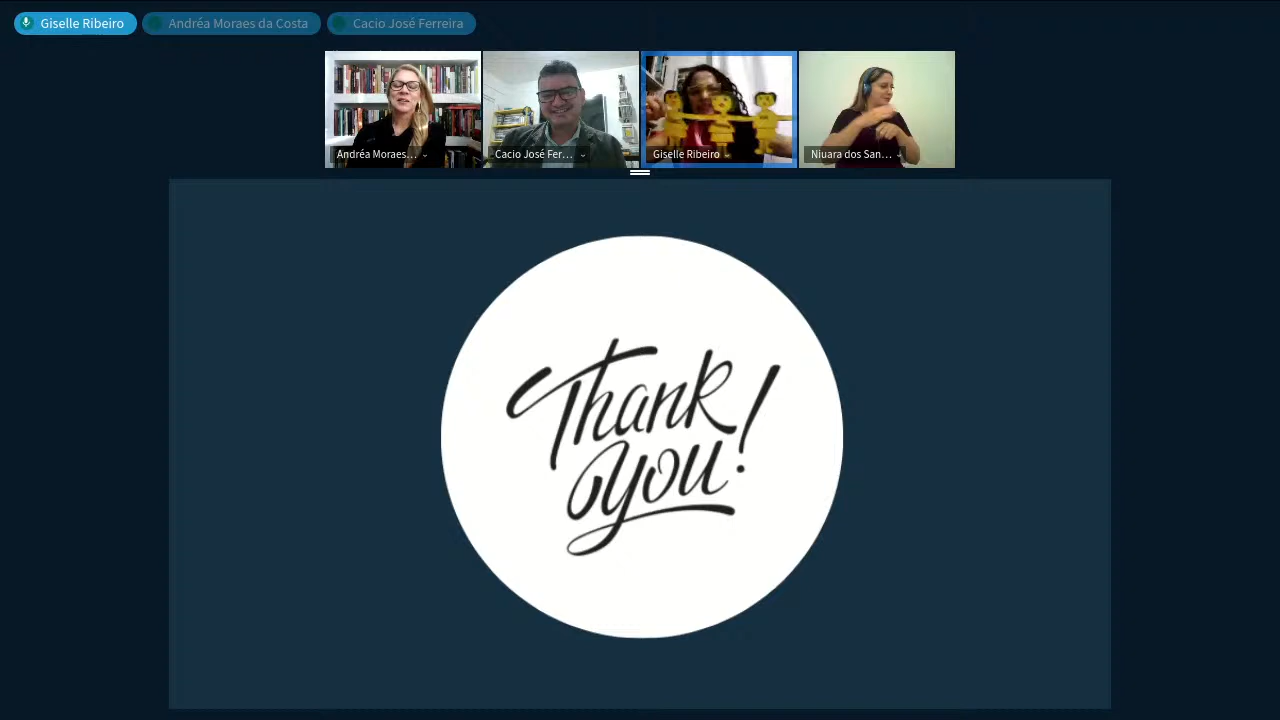 Giselle Ribeiro
Andréa Moraes da Costa
Cacio José Ferreira
Andréa Moraes...
Cacio José Fer...
Giselle Ribeiro
Niuara dos San...
Thank
you!